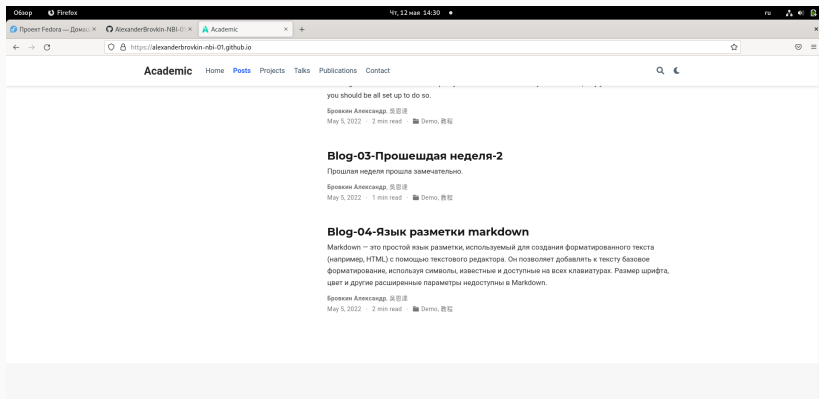 Обзор Firefox Чт, 12 мая 14:30 ru
Проект Fedora — Домаш AlexanderBrovkin-NBI-01 Academic
https://alexanderbrovkin-nbi-01.github.io
Academic Home Posts Projects Talks Publications Contact
you should be all set up to do so.
Бровкин Александр, 吳恩達
May 5, 2022 · 2 min read · Demo, 教程
Blog-03-Прошешдая неделя-2
Прошлая неделя прошла замечательно.
Бровкин Александр, 吳恩達
May 5, 2022 · 1 min read · Demo, 教程
Blog-04-Язык разметки markdown
Markdown — это простой язык разметки, используемый для создания форматированного текста
(например, HTML) с помощью текстового редактора. Он позволяет добавлять к тексту базовое
форматирование, используя символы, известные и доступные на всех клавиатурах. Размер шрифта,
цвет и другие расширенные параметры недоступны в Markdown.
Бровкин Александр, 吳恩達
May 5, 2022 · 2 min read · Demo, 教程